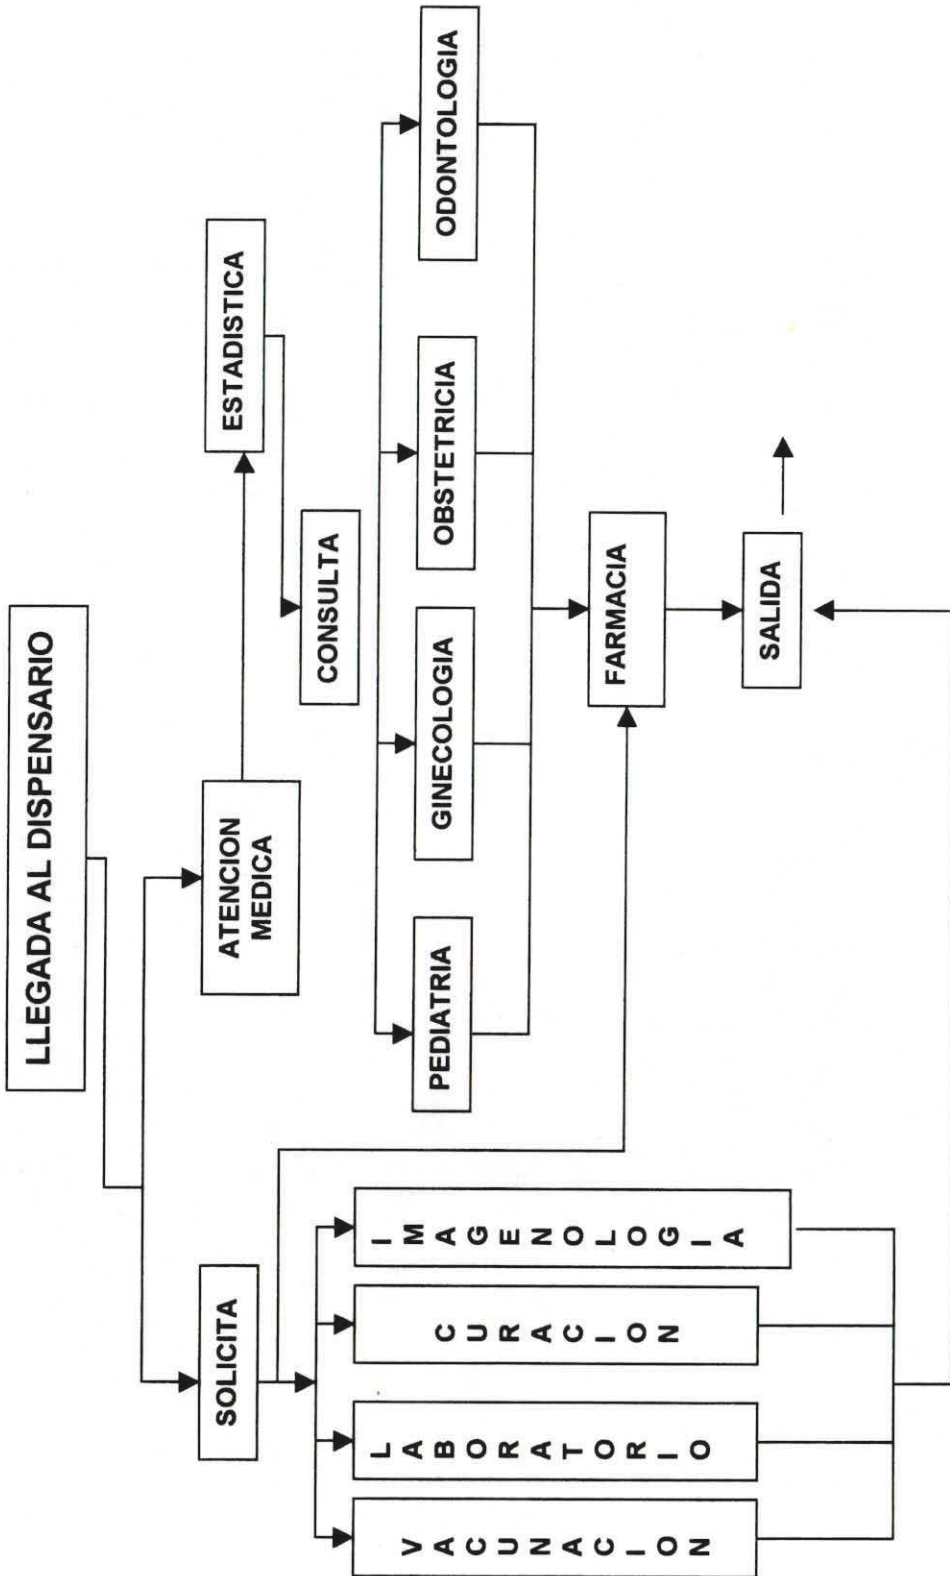 LLEGADA AL DISPENSARIO
SOLICITA
ATENCION
MEDICA
ESTADISTICA
CONSULTA
VACUNACION
LABORATORIO
CURACION
IMAGENOLOGIA
PEDIATRIA
GINECOLOGIA
OBSTETRICIA
ODONTOLOGIA
FARMACIA
SALIDA